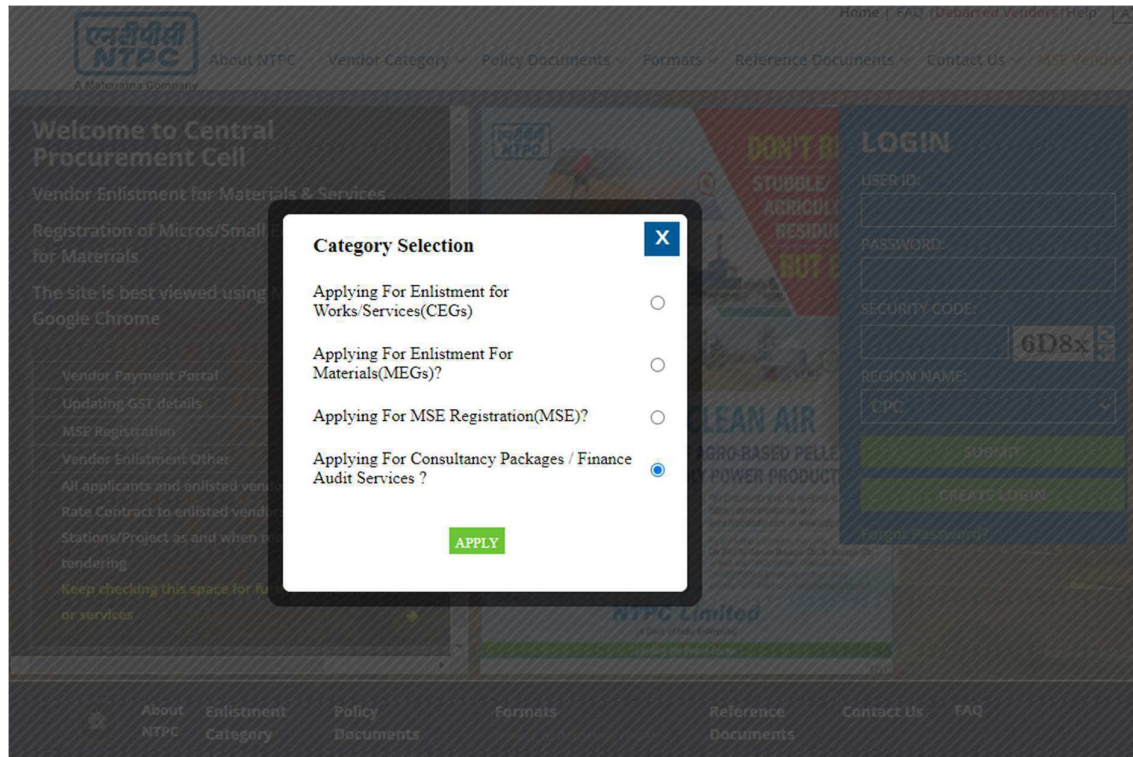 Home | FAQ |Debarred Vendors|Help A
एनटीपीसी
NTPC
A Maharatna Company
About NTPC Vendor Category Policy Documents Formats Reference Documents Contact Us MSE Vendor
Welcome to Central
Procurement Cell
Vendor Enlistment for Materials & Services
Registration of Micros/Small
for Materials
The site is best viewed using
Google Chrome
Vendor Payment Portal
Updating GST details
MSE Registration
Vendor Enlistment Other
All applicants and enlisted
Rate Contract to enlisted
Stations/Project as and when
tendering
Keep checking this space for
or services
Category Selection
X
Applying For Enlistment for
Works/Services(CEGs)
Applying For Enlistment For
Materials(MEGs)?
Applying For MSE Registration(MSE)?
Applying For Consultancy Packages / Finance
Audit Services ?
APPLY
एनटीपीसी
NTPC
DON'T
STUBBLE/
RESIDU
BUT
CLEAN AIR
AGRO-BASED PELLE
POWER PRODUCT
NTPC Limited
LOGIN
USER ID:
PASSWORD:
SECURITY CODE:
6D8x
REGION NAME:
CPC
SUBMIT
CREATE LOGIN
Forgot Password?
About
NTPC
Enlistment
Category
Policy
Documents
Formats
Reference
Documents
Contact Us
FAQ